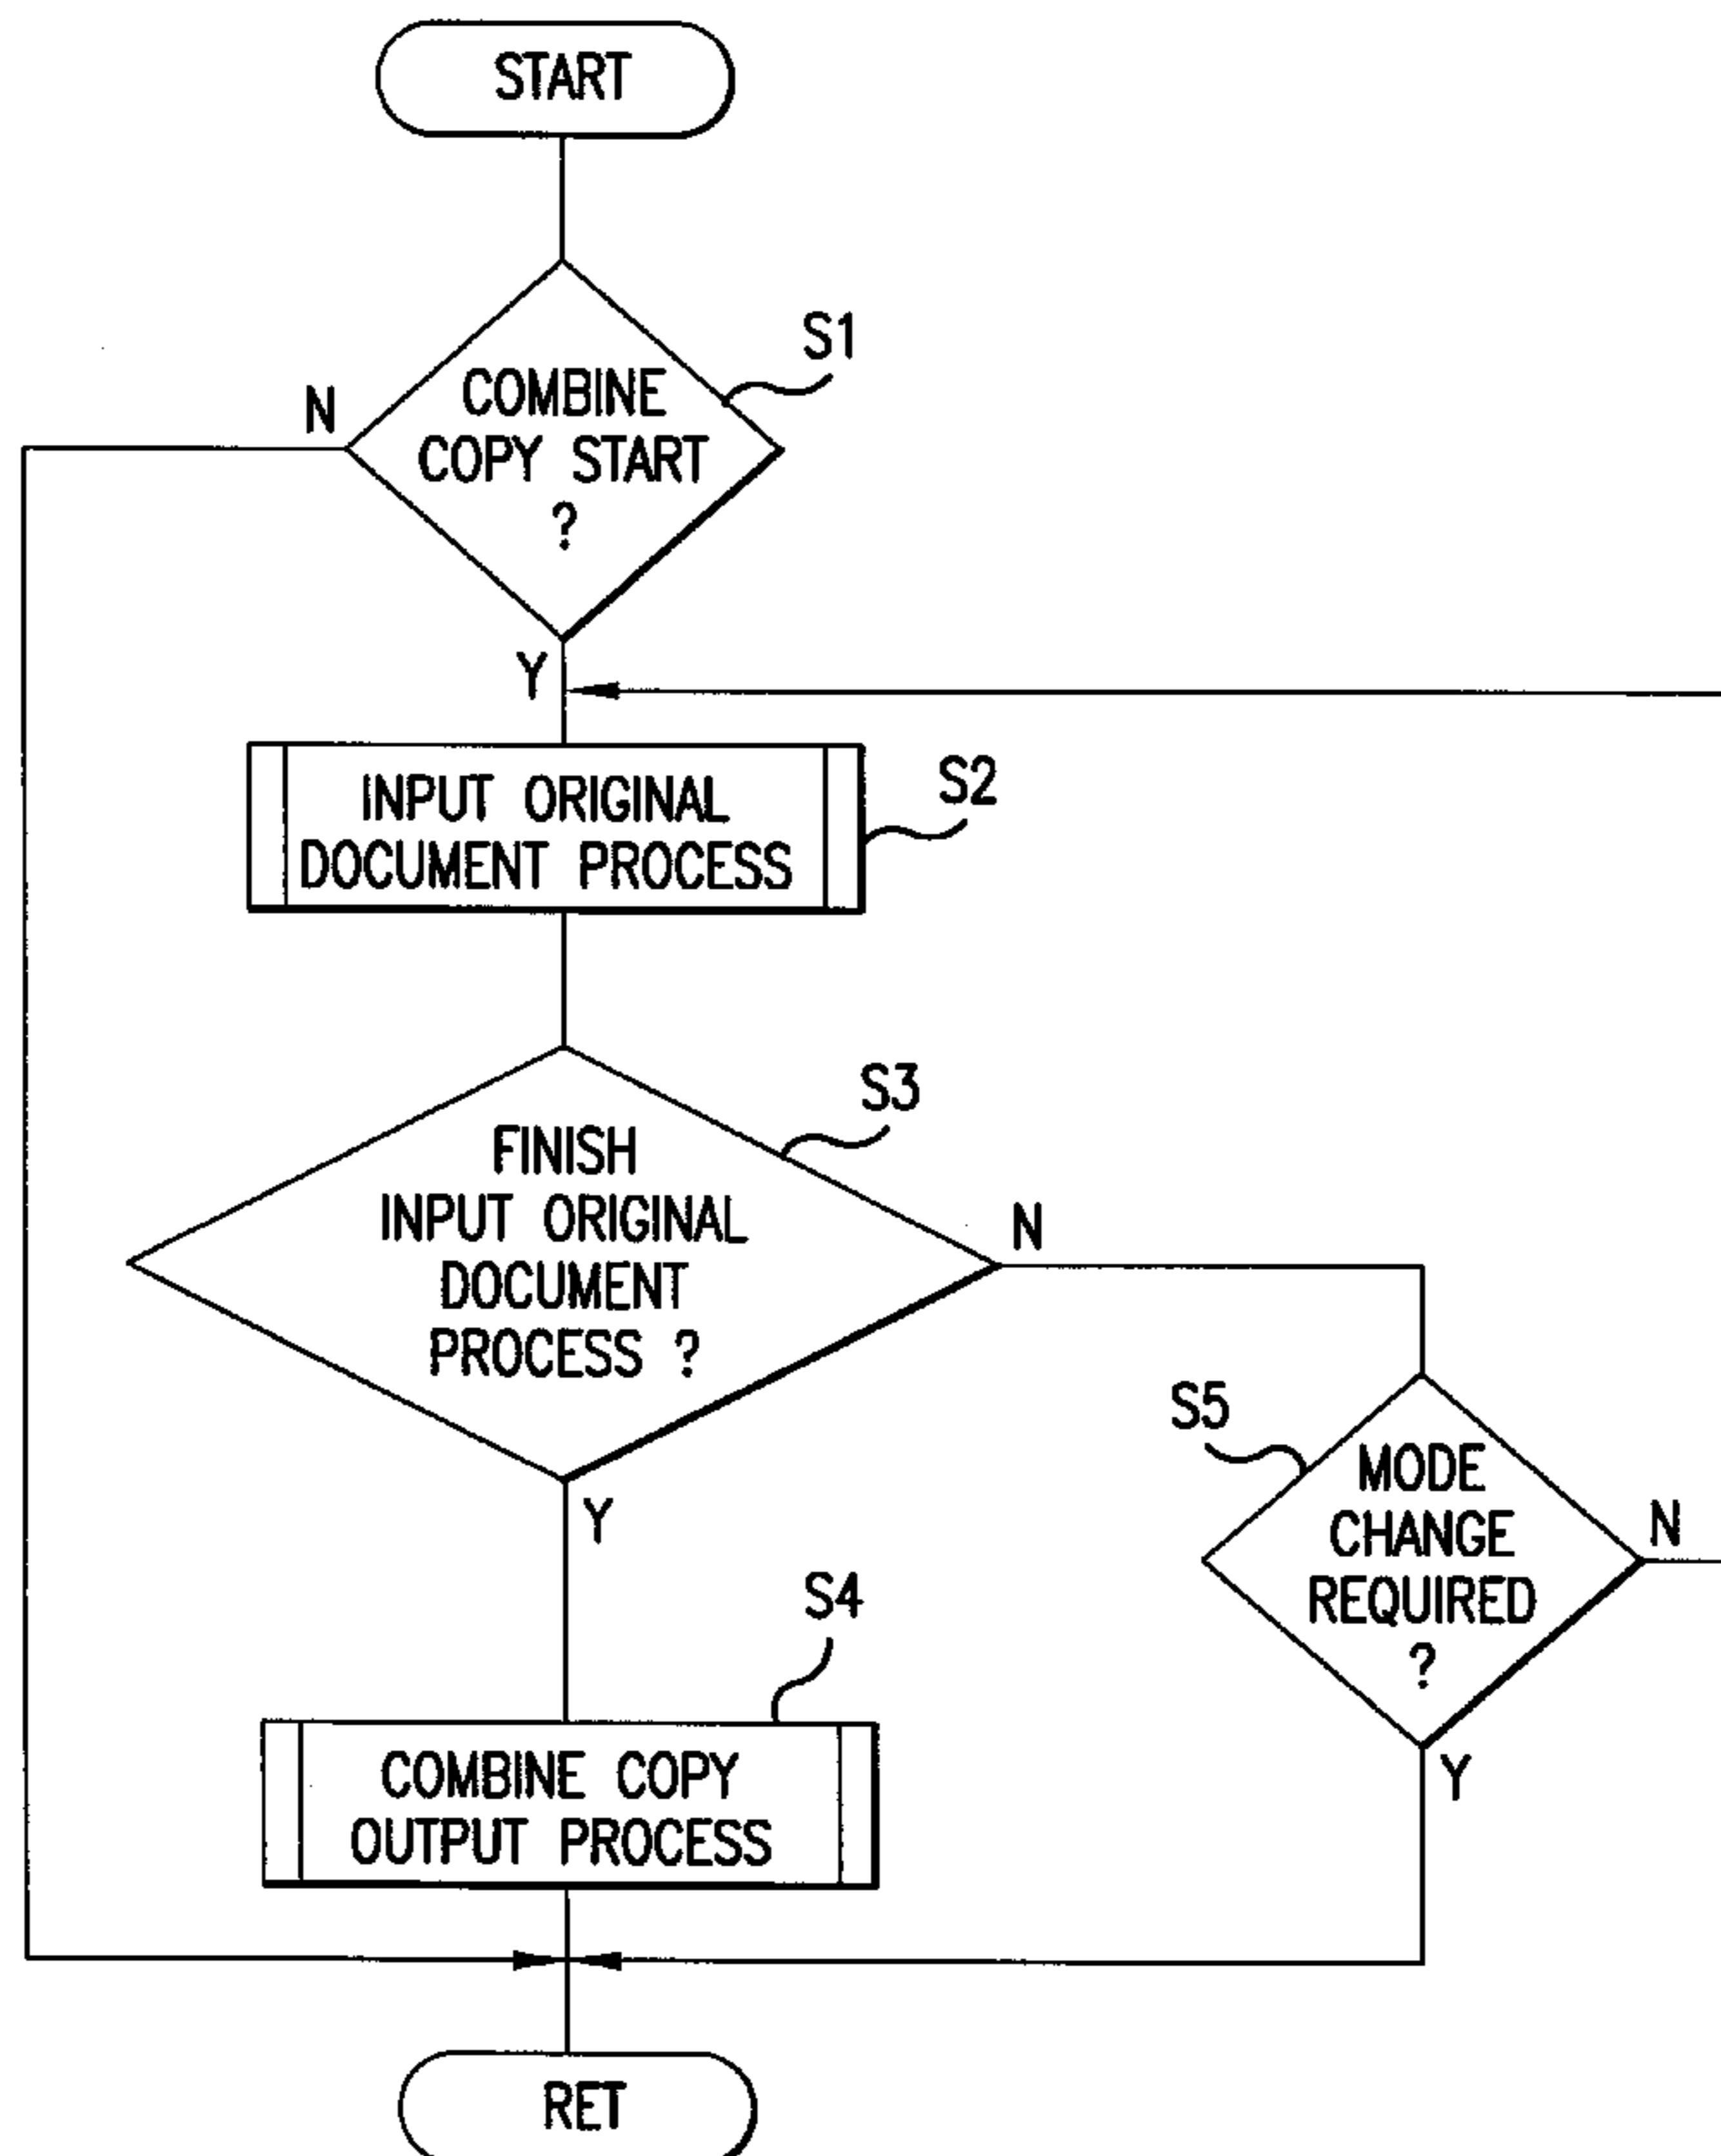 START
S1
COMBINE
COPY START
?
N
Y
INPUT ORIGINAL
DOCUMENT PROCESS
S2
S3
FINISH
INPUT ORIGINAL
DOCUMENT
PROCESS ?
N
Y
S5
MODE
CHANGE
REQUIRED
?
N
Y
S4
COMBINE COPY
OUTPUT PROCESS
RET